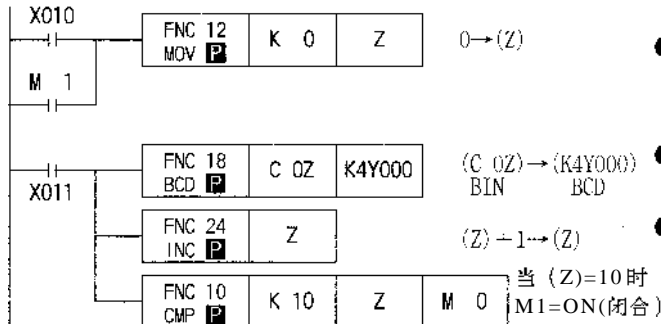 X010
FNC 12
MOV P
K 0
Z
0→(Z)
M 1
X011
FNC 18
BCD P
C 0Z
K4Y000
(C 0Z)→(K4Y000)
BIN BCD
FNC 24
INC P
Z
(Z)+1→(Z)
FNC 10
CMP P
K 10
Z
M 0
当 (Z)=10时
M1=ON(闭合)